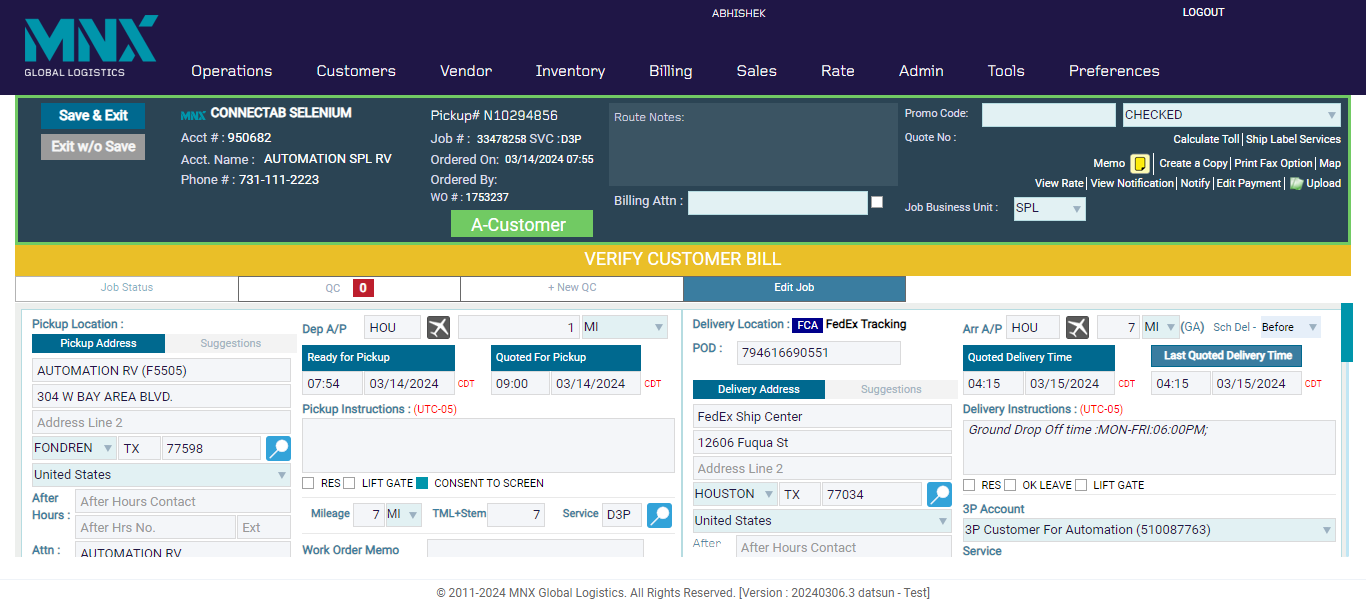 ABHISHEK
LOGOUT
MNX
GLOBAL LOGISTICS
Operations Customers Vendor Inventory Billing Sales Rate Admin Tools Preferences
Save & Exit
Exit w/o Save
MNX CONNECTAB SELENIUM
Acct # : 950682
Acct. Name : AUTOMATION SPL RV
Phone # : 731-111-2223
Pickup# N10294856
Job # : 33478258 SVC :D3P
Ordered On: 03/14/2024 07:55
Ordered By:
WO # : 1753237
A-Customer
Route Notes:
Billing Attn :
Promo Code: CHECKED
Quote No :
Calculate Toll| Ship Label Services
Memo | Create a Copy| Print Fax Option| Map
View Rate| View Notification| Notify| Edit Payment| Upload
Job Business Unit : SPL
VERIFY CUSTOMER BILL
Job Status QC 0 + New QC Edit Job
Pickup Location :
Pickup Address Suggestions
AUTOMATION RV (F5505)
304 W BAY AREA BLVD.
Address Line 2
FONDREN TX 77598
United States
After Hours : After Hours Contact
After Hrs No. Ext
Attn : AUTOMATION RV
Dep A/P HOU 1 MI
Ready for Pickup Quoted For Pickup
07:54 03/14/2024 CDT 09:00 03/14/2024 CDT
Pickup Instructions : (UTC-05)
RES LIFT GATE CONSENT TO SCREEN
Mileage 7 MI TML+Stem 7 Service D3P
Work Order Memo
Delivery Location : FCA FedEx Tracking
POD : 794616690551
Delivery Address Suggestions
FedEx Ship Center
12606 Fuqua St
Address Line 2
HOUSTON TX 77034
United States
After After Hours Contact
Arr A/P HOU 7 MI (GA) Sch Del - Before
Quoted Delivery Time Last Quoted Delivery Time
04:15 03/15/2024 CDT 04:15 03/15/2024 CDT
Delivery Instructions : (UTC-05)
Ground Drop Off time :MON-FRI:06:00PM;
RES OK LEAVE LIFT GATE
3P Account
3P Customer For Automation (510087763)
Service
© 2011-2024 MNX Global Logistics. All Rights Reserved. [Version : 20240306.3 datsun - Test]